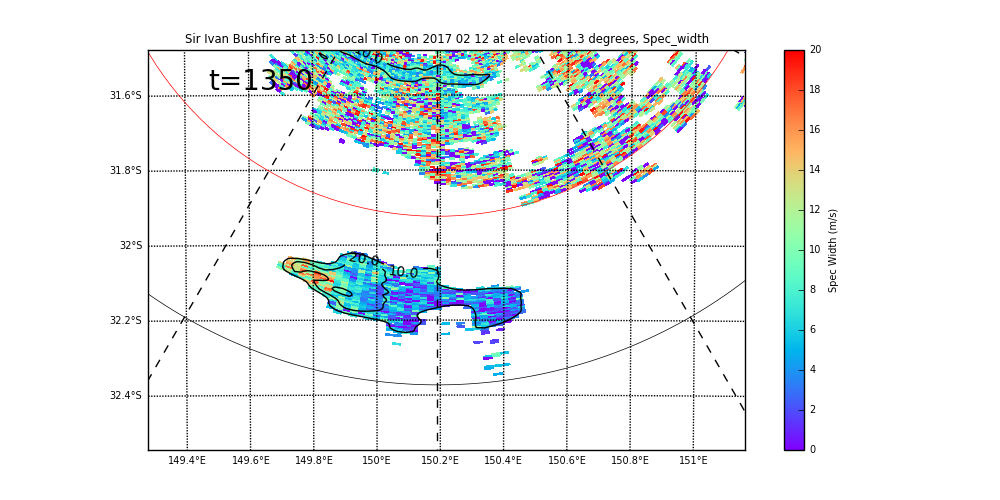 Sir Ivan Bushfire at 13:50 Local Time on 2017 02 12 at elevation 1.3 degrees, Spec_width
t=1350
31.6°S
31.8°S
32°S
32.2°S
32.4°S
20.0
10.0
149.4°E 149.6°E 149.8°E 150°E 150.2°E 150.4°E 150.6°E 150.8°E 151°E
20
18
16
14
12
10
8
6
4
2
0
Spec Width (m/s)